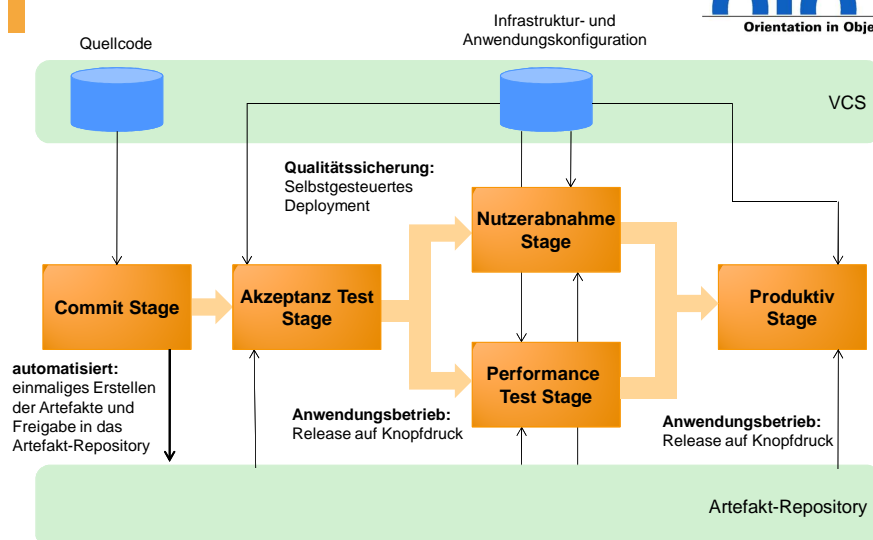 Orientation in Obje
Quellcode
Infrastruktur- und
Anwendungskonfiguration
VCS
Qualitätssicherung:
Selbstgesteuertes
Deployment
Nutzerabnahme
Stage
Commit Stage
Akzeptanz Test
Stage
Produktiv
Stage
automatisiert:
einmaliges Erstellen
der Artefakte und
Freigabe in das
Artefakt-Repository
Performance
Test Stage
Anwendungsbetrieb:
Release auf Knopfdruck
Anwendungsbetrieb:
Release auf Knopfdruck
Artefakt-Repository